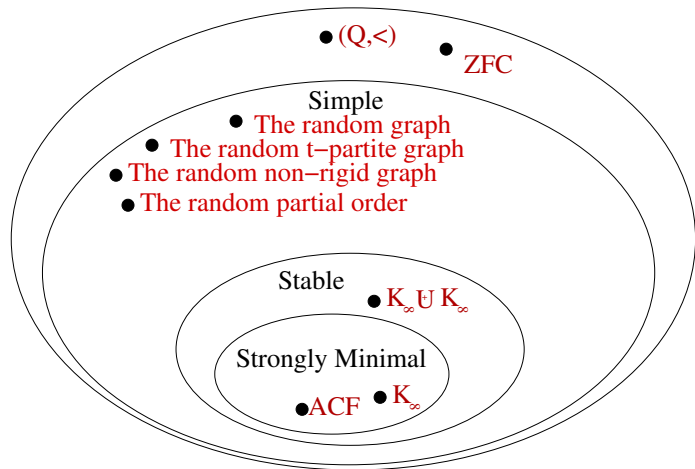 (Q,<)
ZFC
Simple
The random graph
The random t−partite graph
The random non−rigid graph
The random partial order
Stable
K∞ ⊍ K∞
Strongly Minimal
ACF
K∞